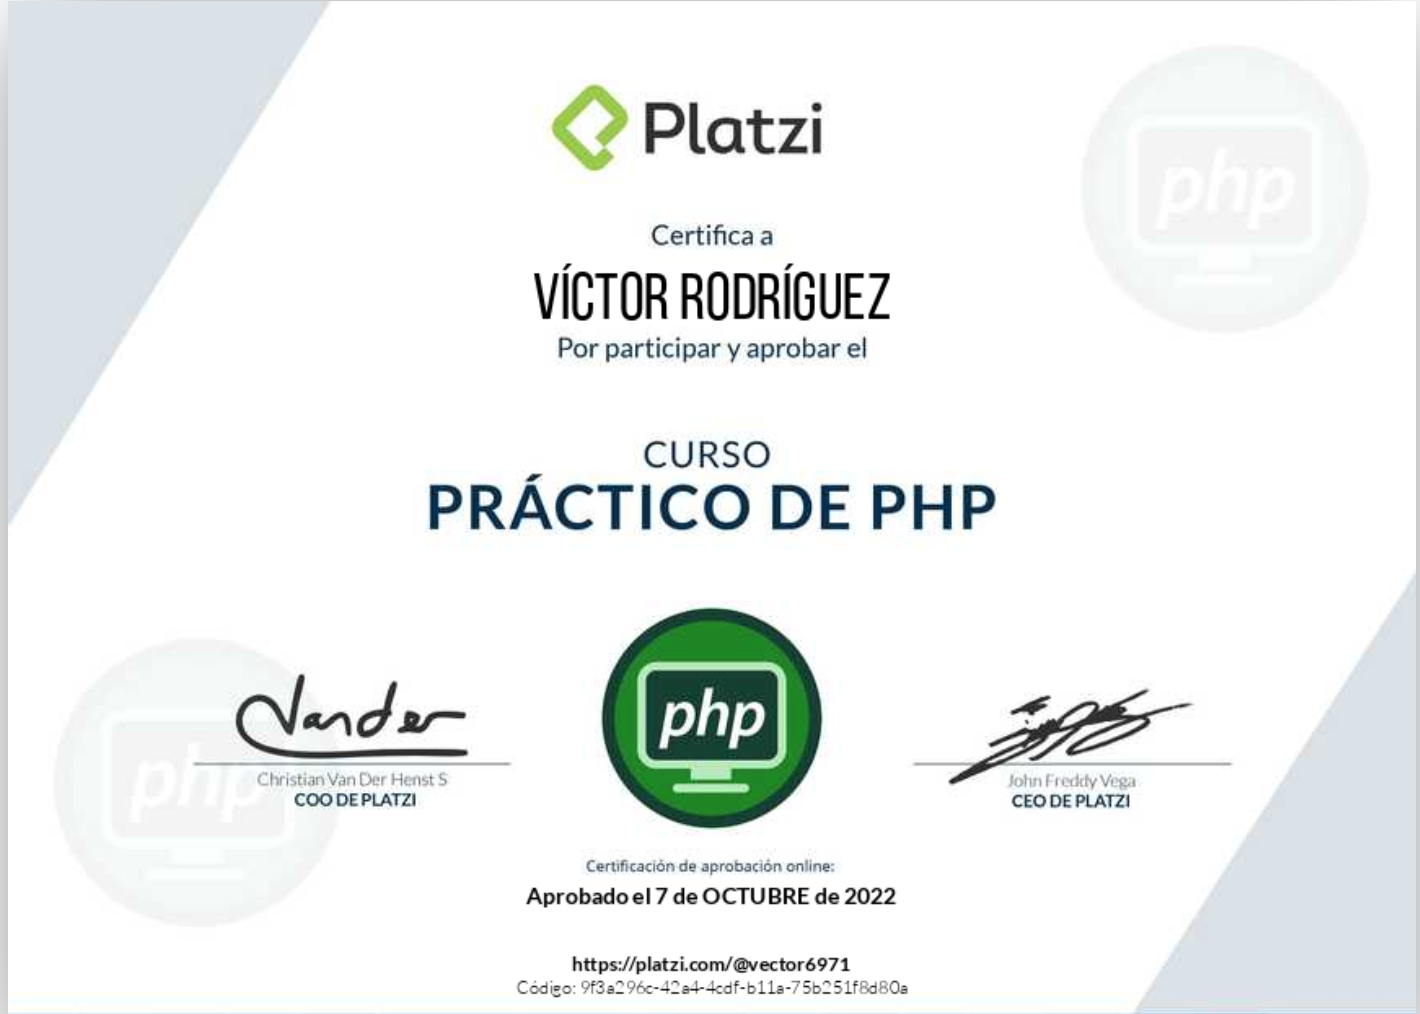 Platzi
php
Certifica a
VÍCTOR RODRÍGUEZ
Por participar y aprobar el
CURSO
PRÁCTICO DE PHP
Vander
php
php
Christian Van Der Henst S
COO DE PLATZI
John Freddy Vega
CEO DE PLATZI
Certificación de aprobación online:
Aprobado el 7 de OCTUBRE de 2022
https://platzi.com/@vector6971
Código: 9f3a296c-42a4-4cdf-b11a-75b251f8d80a